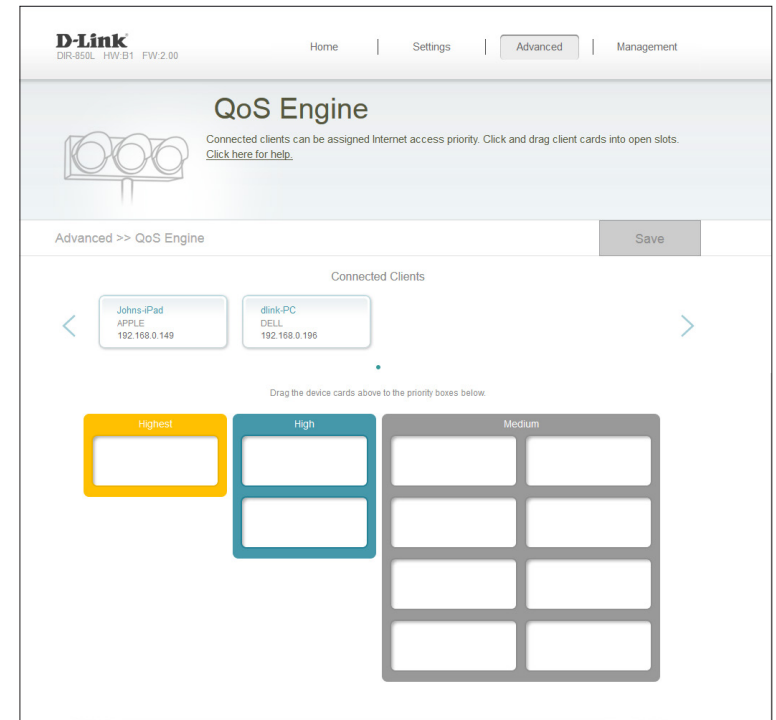 D-Link
DIR-850L HW:B1 FW:2.00
Home
Settings
Advanced
Management
QoS Engine
Connected clients can be assigned Internet access priority. Click and drag client cards into open slots.
Click here for help.
Advanced >> QoS Engine
Save
Connected Clients
Johns-iPad
APPLE
192.168.0.149
dlink-PC
DELL
192.168.0.196
Drag the device cards above to the priority boxes below.
Highest
High
Medium